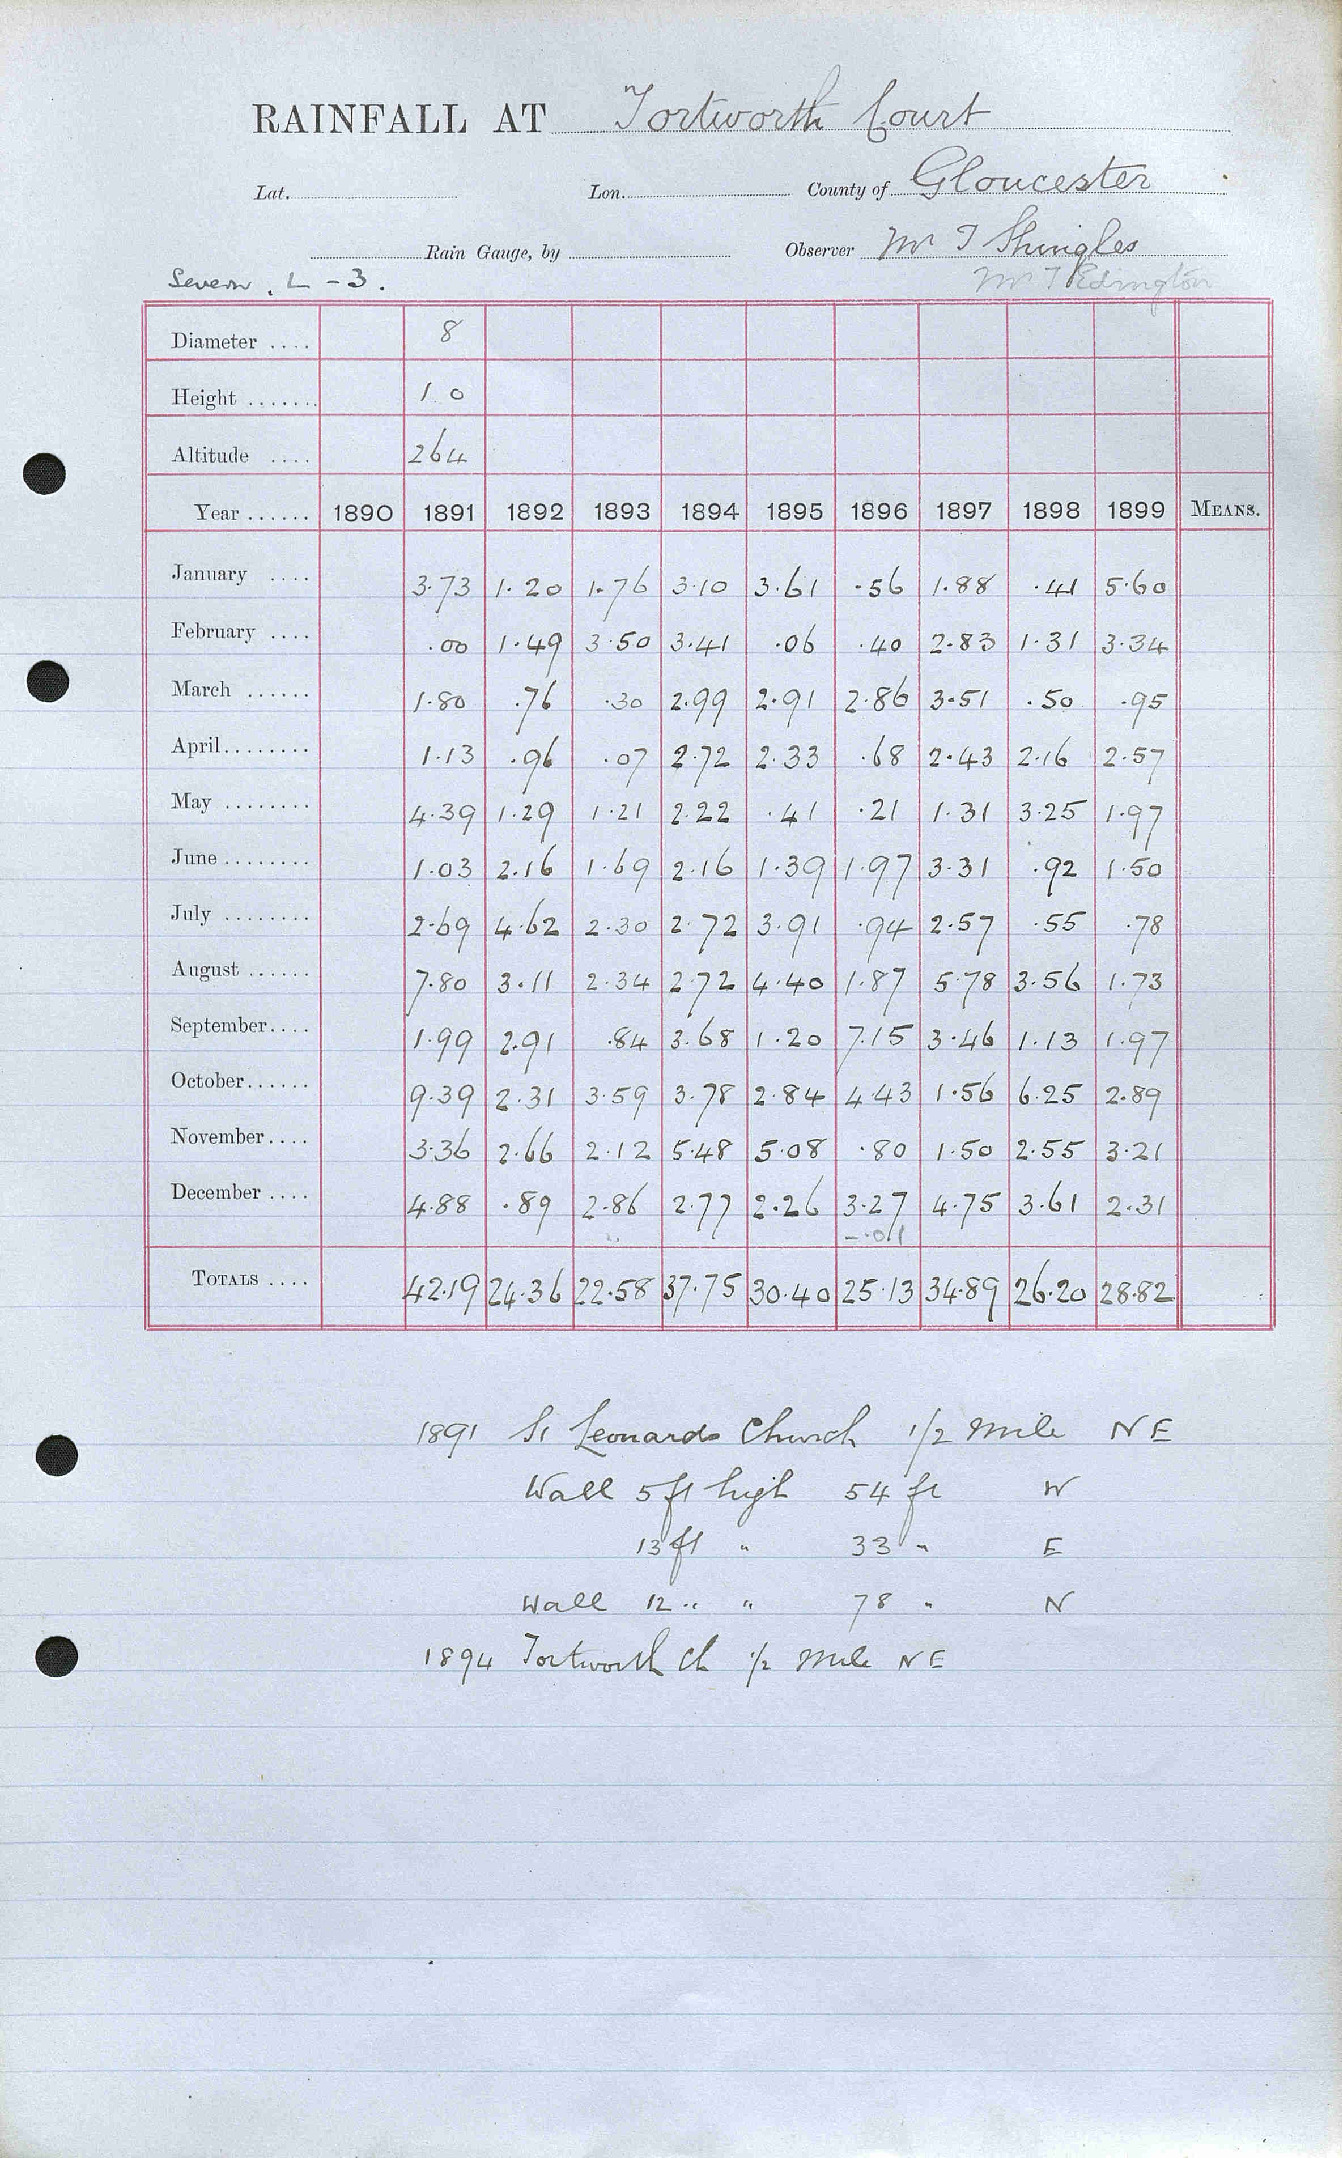 RAINFALL AT Tortworth Court
Lat. Lon. County of Gloucester
Rain Gauge, by Observer Mr T Shingles
Severn. L - 3. Mr T Edrington
Diameter .... 8
Height ....... 1 0
Altitude .... 264
Year ...... 1890 1891 1892 1893 1894 1895 1896 1897 1898 1899 MEANS.
January .... 3.73 1.20 1.76 3.10 3.61 .56 1.88 .41 5.60
February .... .00 1.49 3.50 3.41 .06 .40 2.83 1.31 3.34
March ...... 1.80 .76 .30 2.99 2.91 2.86 3.51 .50 .95
April ........ 1.13 .96 .07 2.72 2.33 .68 2.43 2.16 2.57
May ........ 4.39 1.29 1.21 2.22 .41 .21 1.31 3.25 1.97
June ........ 1.03 2.16 1.69 2.16 1.39 1.97 3.31 .92 1.50
July ........ 2.69 4.62 2.30 2.72 3.91 .94 2.57 .55 .78
August ...... 7.80 3.11 2.34 2.72 4.40 1.87 5.78 3.56 1.73
September.... 1.99 2.91 .84 3.68 1.20 7.15 3.46 1.13 1.97
October...... 9.39 2.31 3.59 3.78 2.84 4.43 1.56 6.25 2.89
November.... 3.36 2.66 2.12 5.48 5.08 .80 1.50 2.55 3.21
December .... 4.88 .89 2.86 2.77 2.26 3.27 4.75 3.61 2.31
-.01
TOTALS .... 42.19 24.36 22.58 37.75 30.40 25.13 34.89 26.20 28.82
1891 St Leonards Church 1/2 mile NE
Wall 5 ft high 54 ft W
13 ft " 33 " E
Wall 12 " " 78 " N
1894 Tortworth Ch 1/2 mile NE